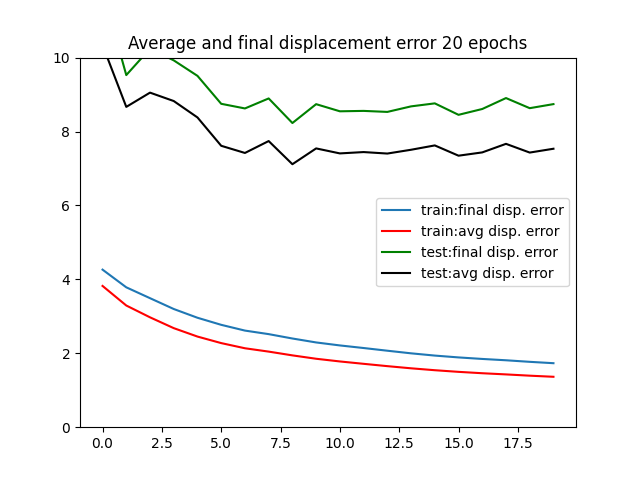 Average and final displacement error 20 epochs
10
8
6
4
2
0
train:final disp. error
train:avg disp. error
test:final disp. error
test:avg disp. error
0.0 2.5 5.0 7.5 10.0 12.5 15.0 17.5